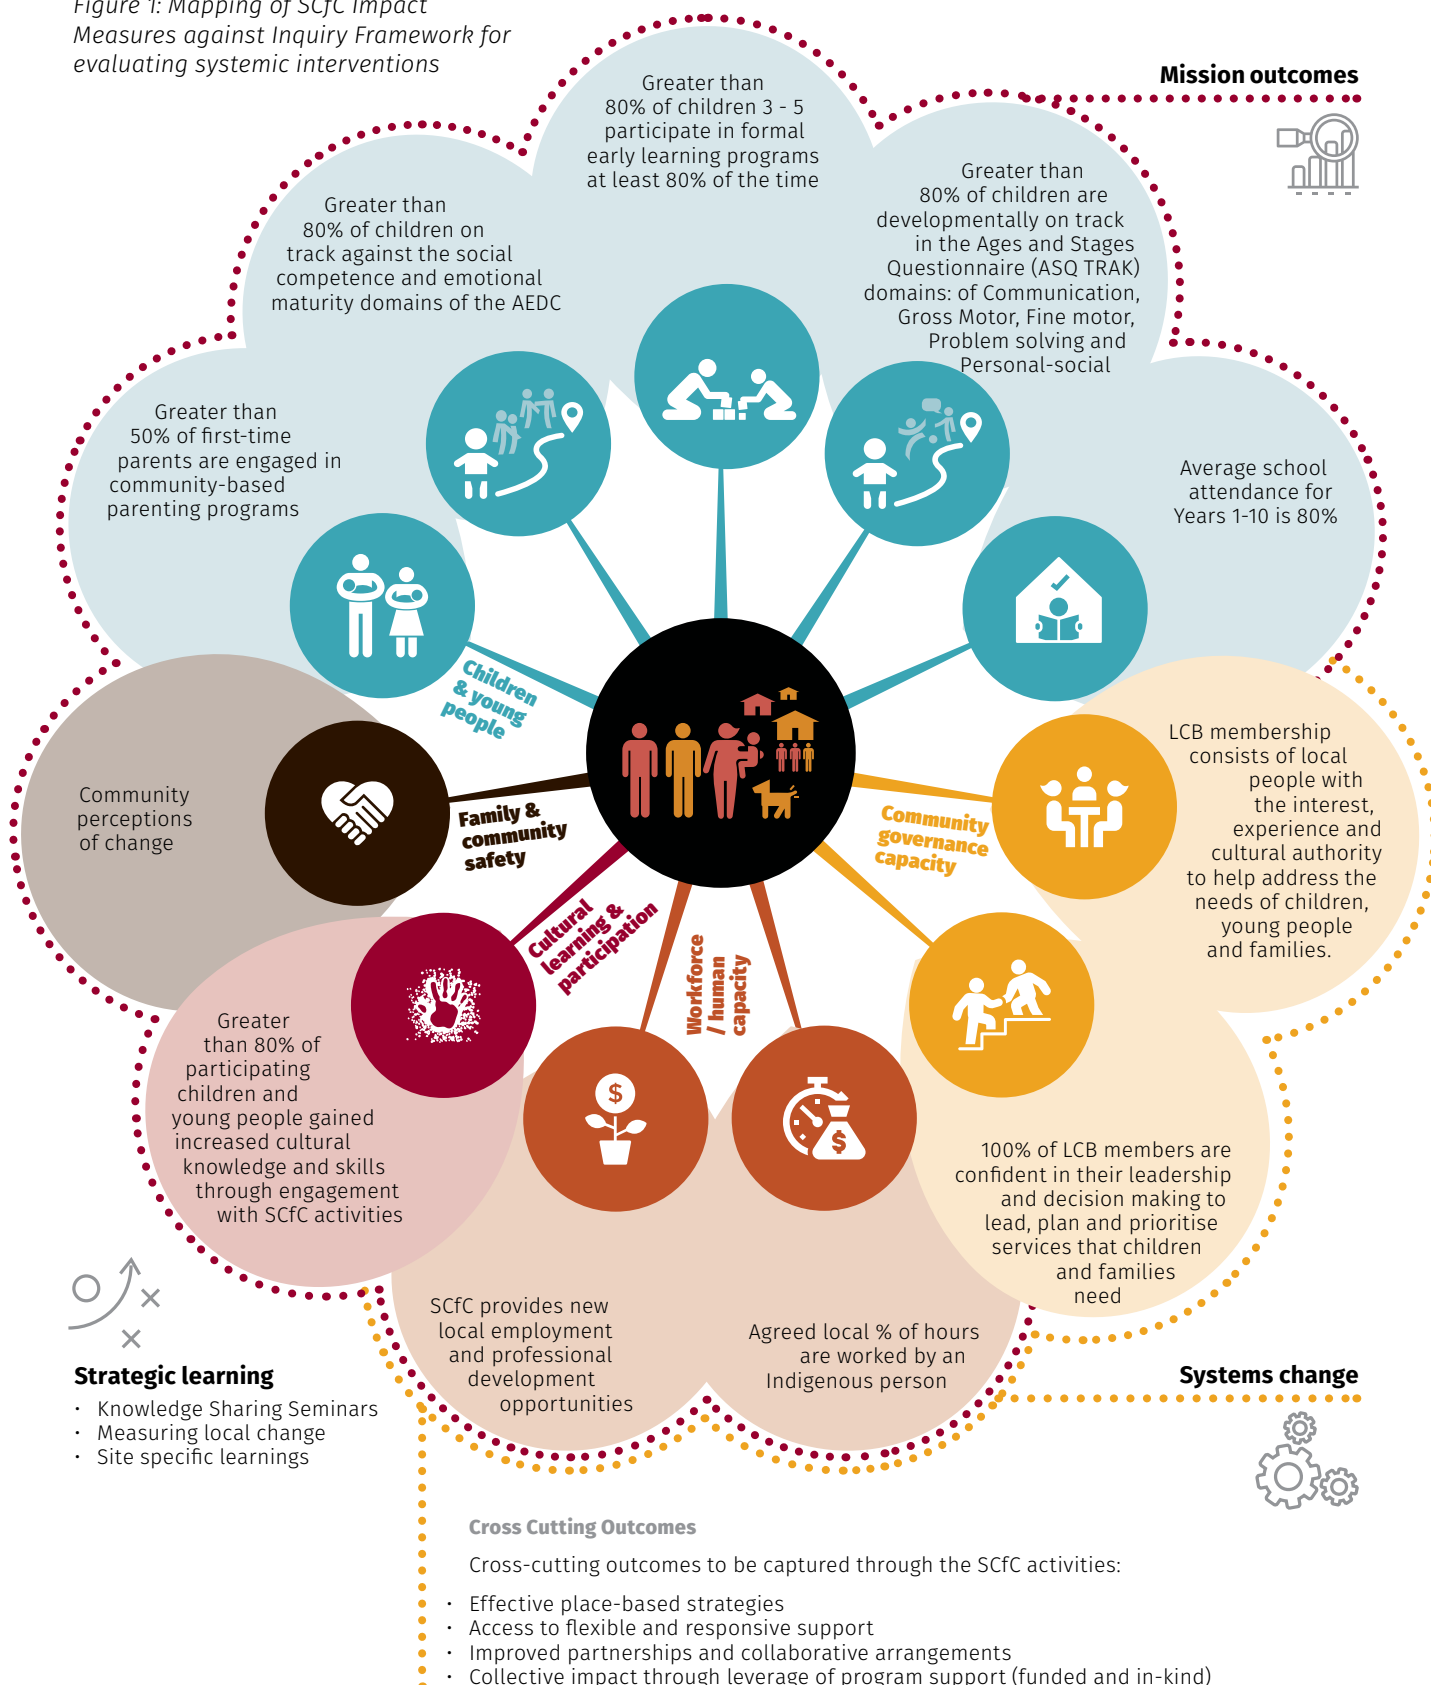 Figure 1: Mapping of SCfC Impact
Measures against Inquiry Framework for
evaluating systemic interventions
Mission outcomes
Greater than
80% of children 3 - 5
participate in formal
early learning programs
at least 80% of the time
Greater than
80% of children on
track against the social
competence and emotional
maturity domains of the AEDC
Greater than
80% of children are
developmentally on track
in the Ages and Stages
Questionnaire (ASQ TRAK)
domains: of Communication,
Gross Motor, Fine motor,
Problem solving and
Personal-social
Greater than
50% of first-time
parents are engaged in
community-based
parenting programs
Average school
attendance for
Years 1-10 is 80%
Children
& young
people
Community
perceptions
of change
Family &
community
safety
Community
governance
capacity
LCB membership
consists of local
people with
the interest,
experience and
cultural authority
to help address the
needs of children,
young people
and families.
Cultural
learning &
participation
Workforce
/ human
capacity
Greater
than 80% of
participating
children and
young people gained
increased cultural
knowledge and skills
through engagement
with SCfC activities
$
$
100% of LCB members are
confident in their leadership
and decision making to
lead, plan and prioritise
services that children
and families
need
SCfC provides new
local employment
and professional
development
opportunities
Agreed local % of hours
are worked by an
Indigenous person
Strategic learning
• Knowledge Sharing Seminars
• Measuring local change
• Site specific learnings
Systems change
Cross Cutting Outcomes
Cross-cutting outcomes to be captured through the SCfC activities:
• Effective place-based strategies
• Access to flexible and responsive support
• Improved partnerships and collaborative arrangements
• Collective impact through leverage of program support (funded and in-kind)